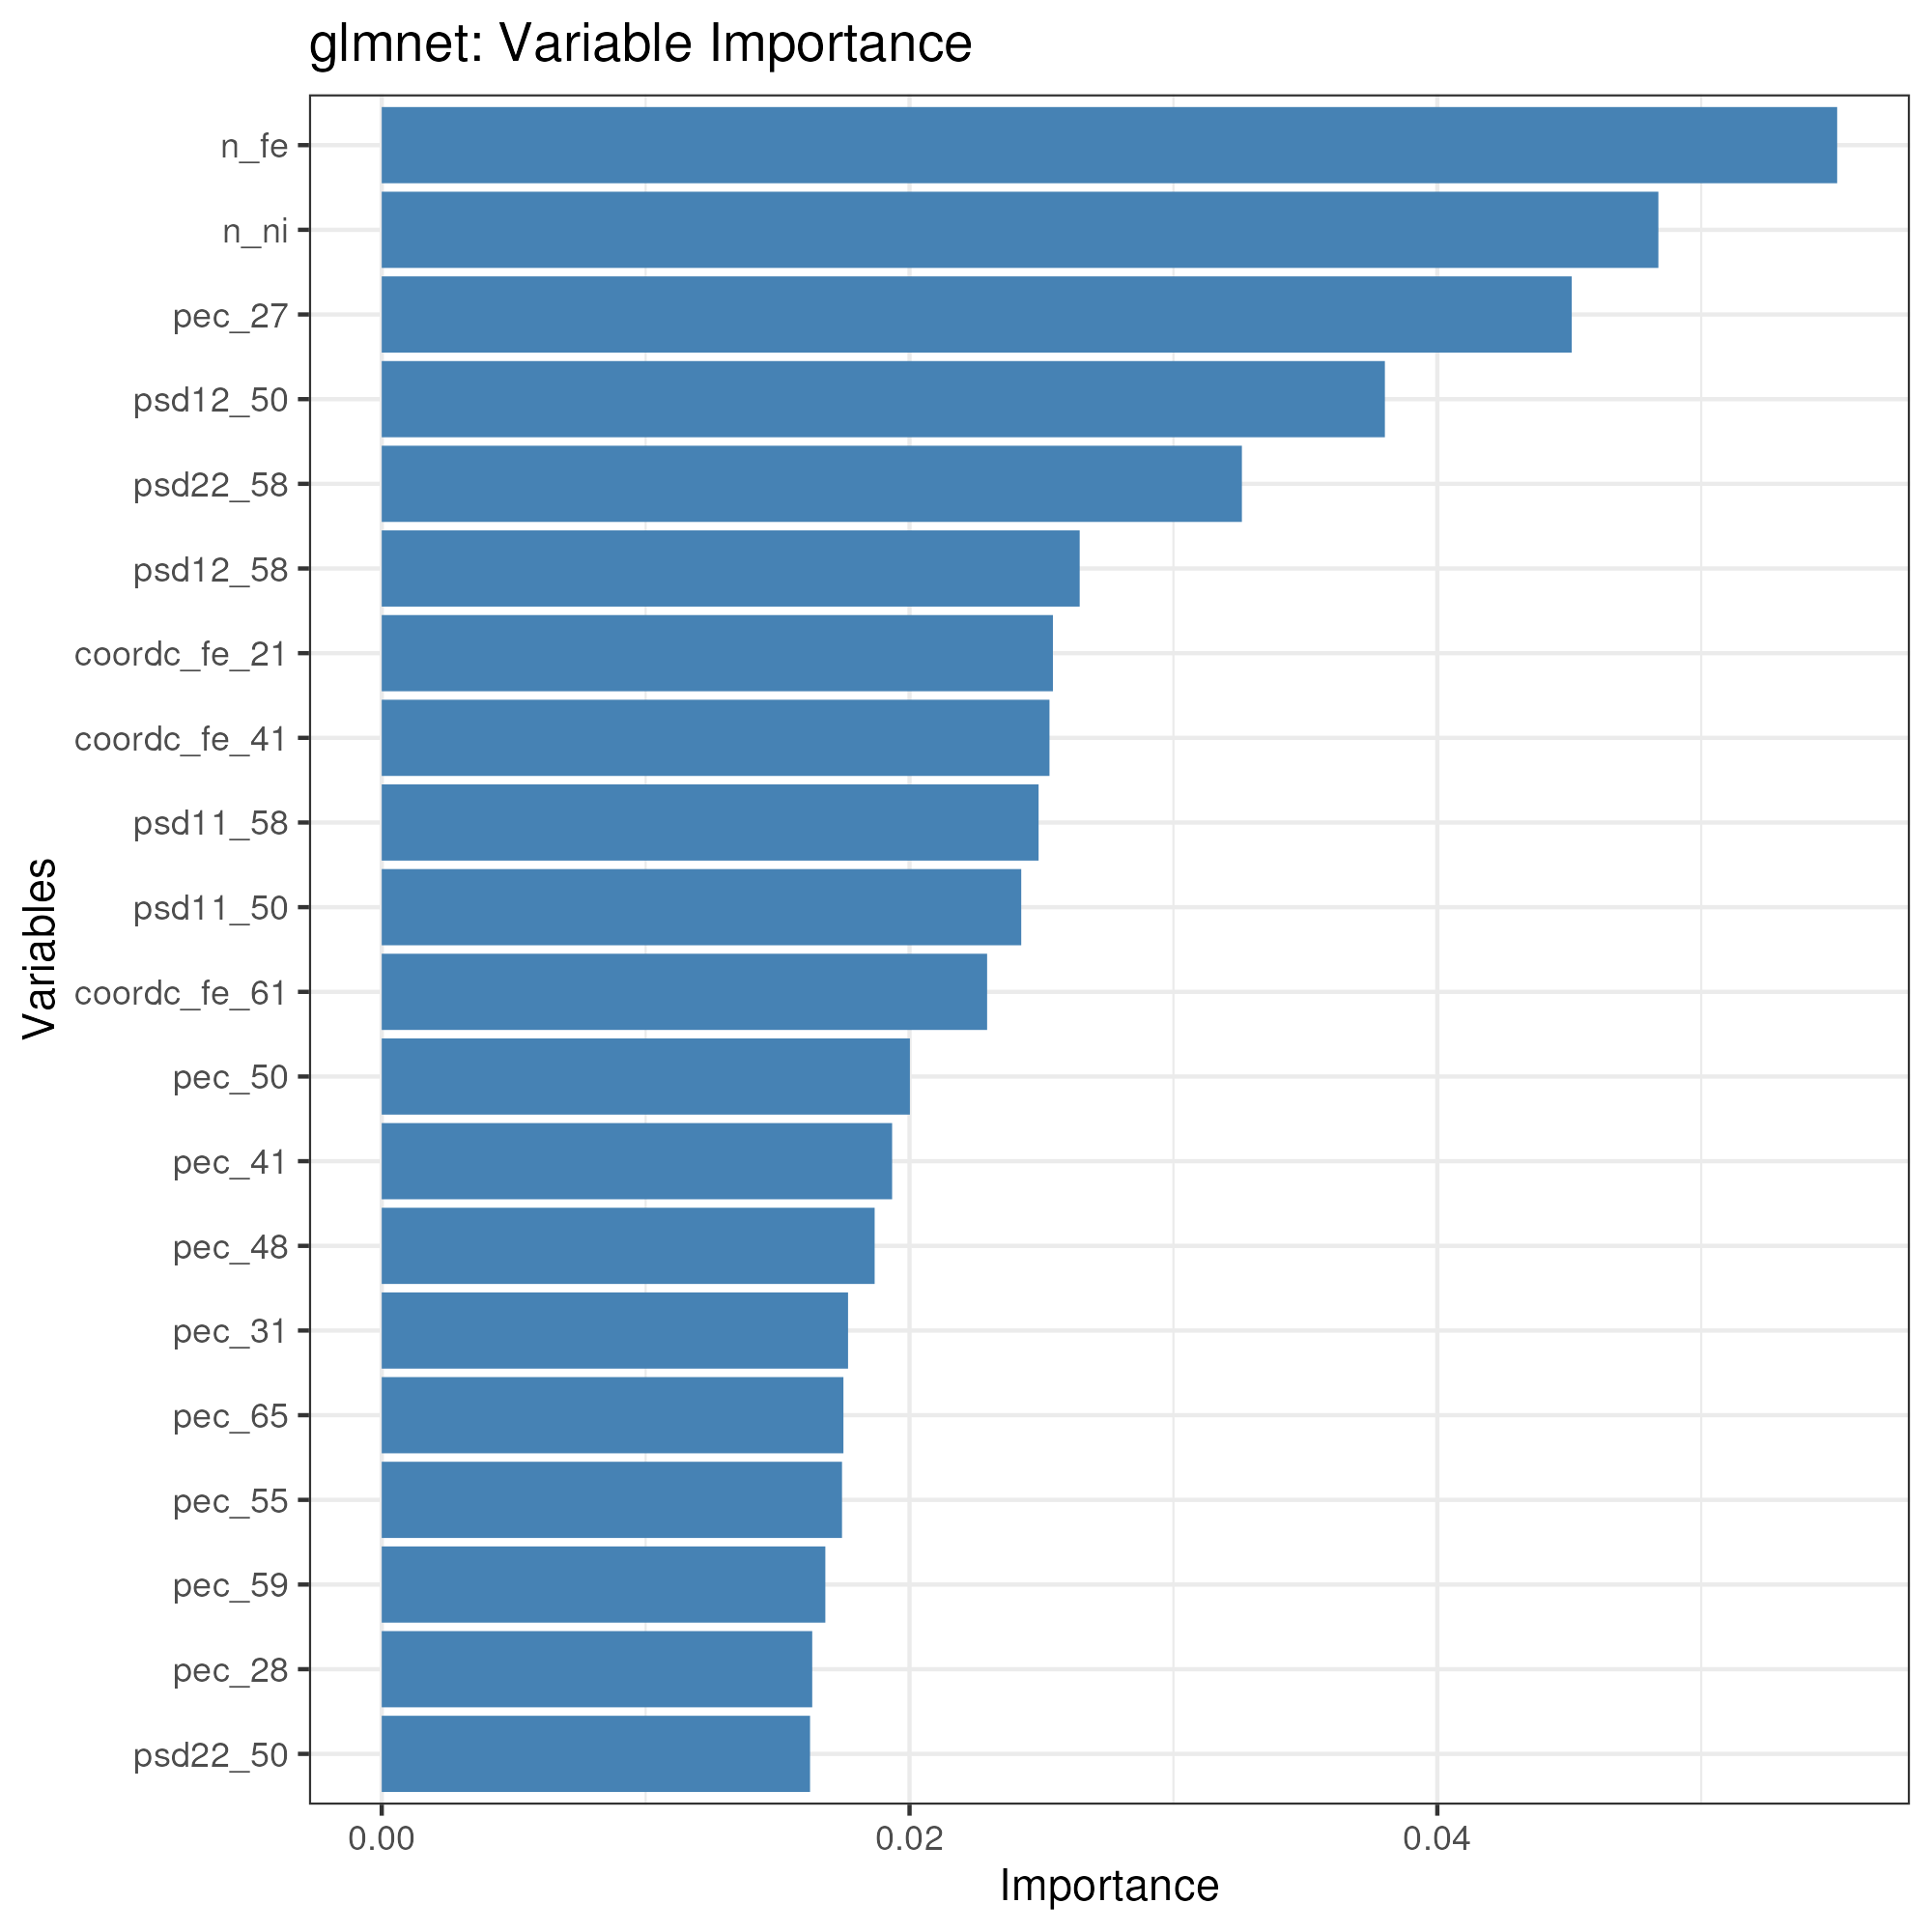 glmnet: Variable Importance
n_fe
n_ni
pec_27
psd12_50
psd22_58
psd12_58
coordc_fe_21
coordc_fe_41
psd11_58
psd11_50
coordc_fe_61
pec_50
pec_41
pec_48
pec_31
pec_65
pec_55
pec_59
pec_28
psd22_50
Variables
0.00
0.02
0.04
Importance